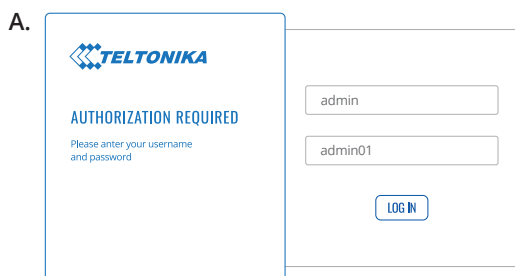 A.
TELTONIKA
AUTHORIZATION REQUIRED
Please anter your username
and password
admin
admin01
LOG IN